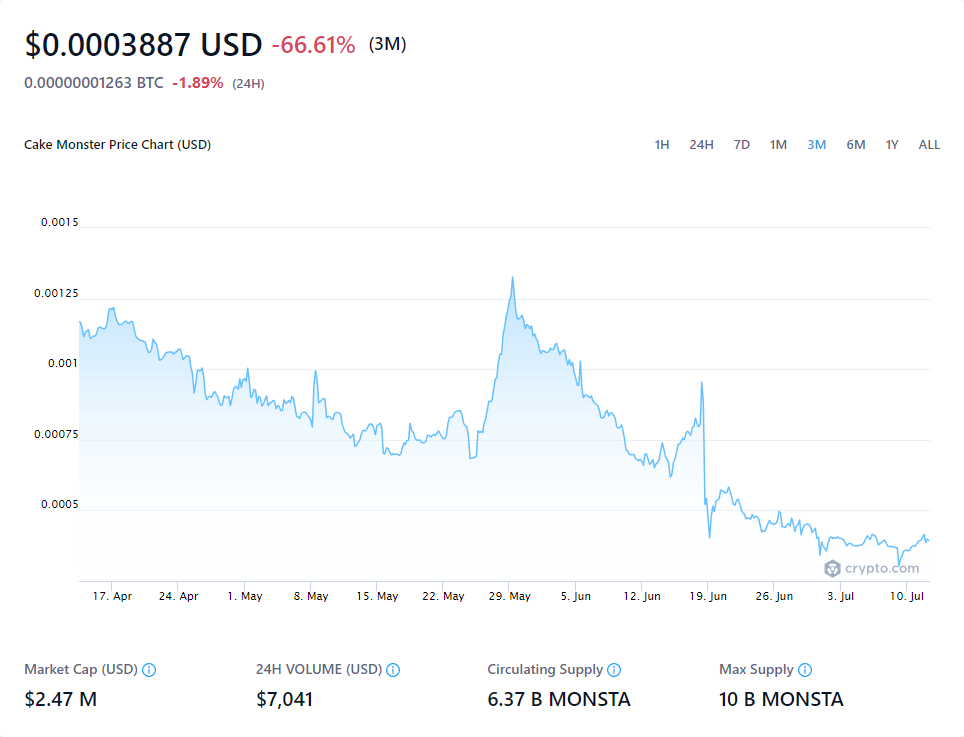 $0.0003887 USD -66.61% (3M)
0.00000001263 BTC -1.89% (24H)
Cake Monster Price Chart (USD) 1H 24H 7D 1M 3M 6M 1Y ALL
0.0015
0.00125
0.001
0.00075
0.0005
crypto.com
17. Apr 24. Apr 1. May 8. May 15. May 22. May 29. May 5. Jun 12. Jun 19. Jun 26. Jun 3. Jul 10. Jul
Market Cap (USD) 24H VOLUME (USD) Circulating Supply Max Supply
$2.47 M $7,041 6.37 B MONSTA 10 B MONSTA